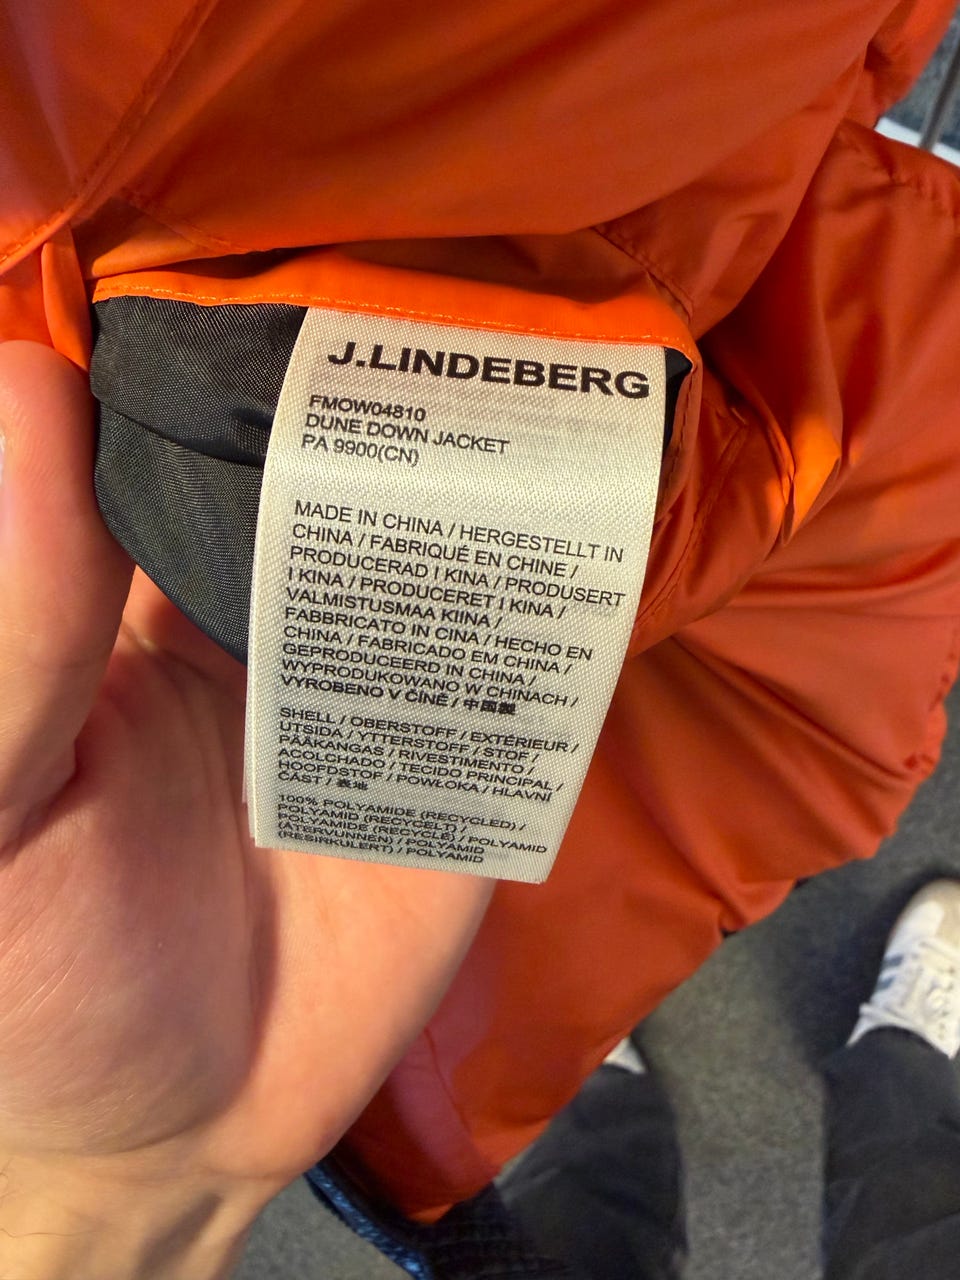 J.LINDEBERG
FMOW04810
DUNE DOWN JACKET
PA 9900(CN)
MADE IN CHINA / HERGESTELLT IN
CHINA / FABRIQUÉ EN CHINE /
PRODUCERAD I KINA / PRODUSERT
I KINA / PRODUCERET I KINA /
VALMISTUSMAA KIINA /
FABBRICATO IN CINA / HECHO EN
CHINA / FABRICADO EM CHINA /
GEPRODUCEERD IN CHINA /
WYPRODUKOWANO W CHINACH /
VYROBENO V ČÍNĚ / 中国製
SHELL / OBERSTOFF / EXTÉRIEUR /
UTSIDA / YTTERSTOFF / STOF /
PÄÄKANGAS / RIVESTIMENTO /
ACOLCHADO / TECIDO PRINCIPAL /
HOOFDSTOF / POWŁOKA / HLAVNÍ
ČÁST / 表地
100% POLYAMIDE (RECYCLED) /
POLYAMID (RECYCELT) /
POLYAMIDE (RECYCLÉ) / POLYAMID
(ÅTERVUNNEN) / POLYAMID
(RESIRKULERT) / POLYAMID